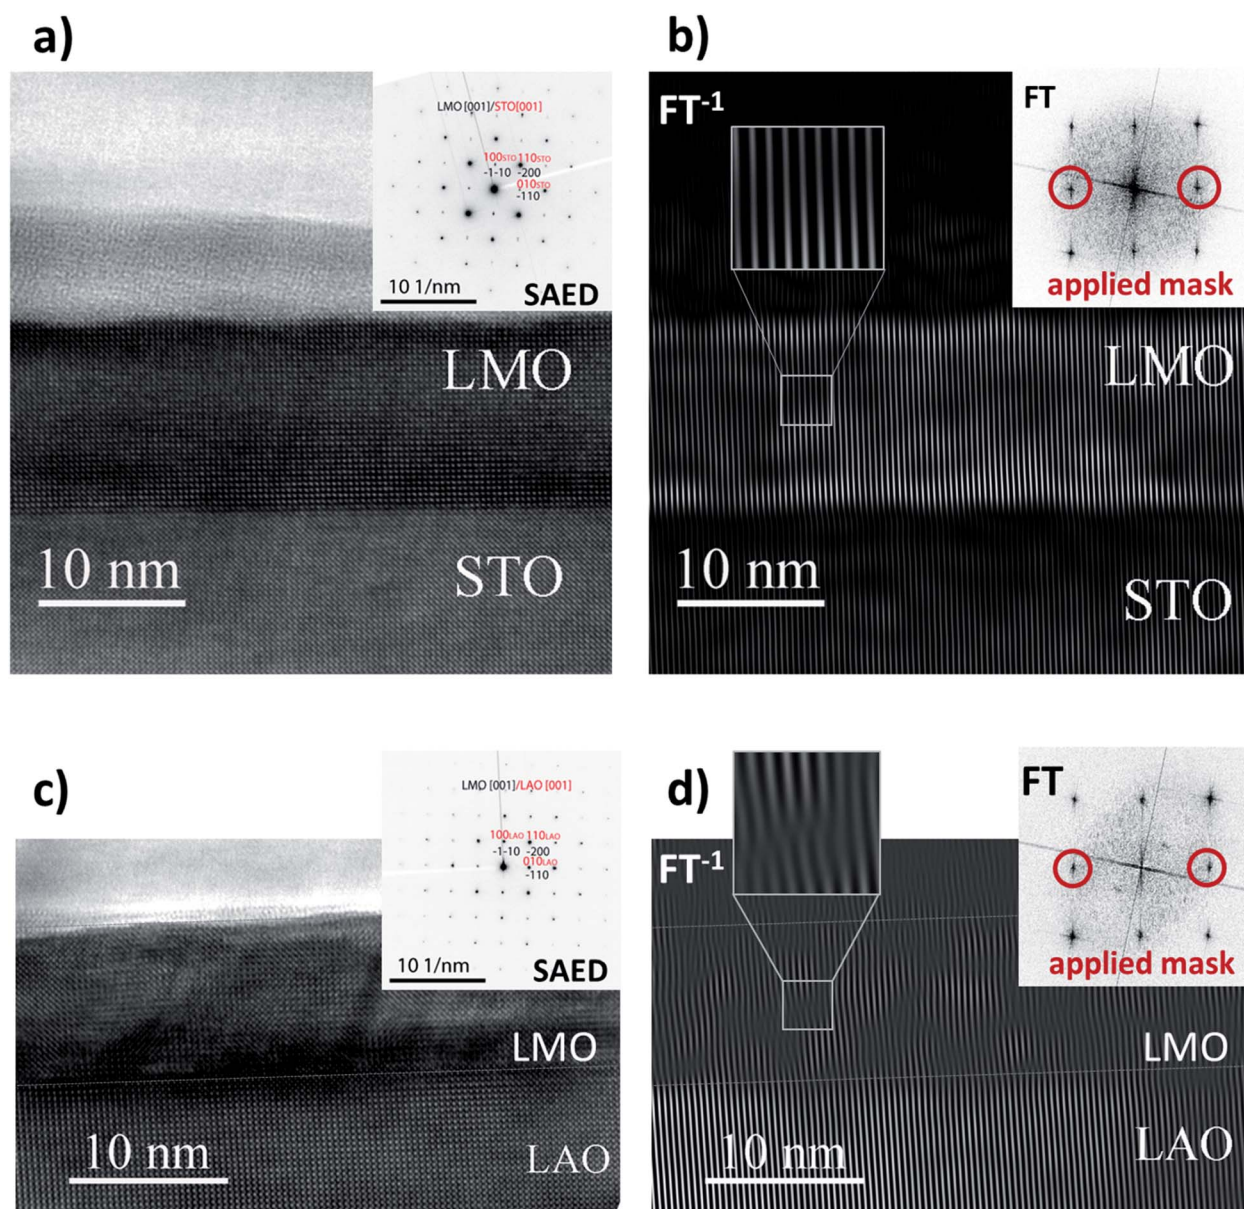 a)
LMO [001]/STO[001]
100STO 110STO
-1-10 -200
010STO
-110
10 1/nm
SAED
LMO
10 nm
STO
b)
FT-1
FT
applied mask
LMO
10 nm
STO
c)
LMO [001]/LAO [001]
100LAO 110LAO
-1-10 -200
010LAO
-110
10 1/nm
SAED
LMO
10 nm
LAO
d)
FT-1
FT
applied mask
LMO
10 nm
LAO